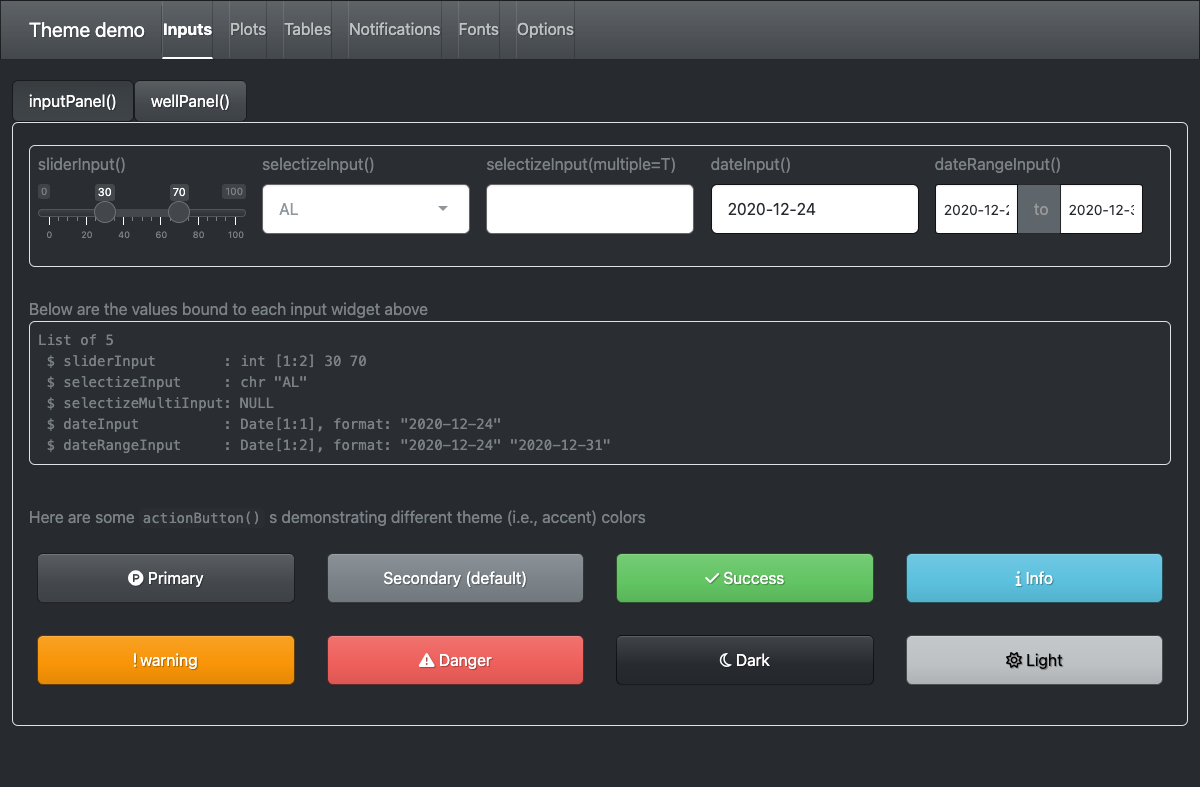 Theme demo Inputs Plots Tables Notifications Fonts Options
inputPanel() wellPanel()
sliderInput() selectizeInput() selectizeInput(multiple=T) dateInput() dateRangeInput()
0 30 70 100
AL 2020-12-24 2020-12- to 2020-12-
0 20 40 60 80 100
Below are the values bound to each input widget above
List of 5
$ sliderInput : int [1:2] 30 70
$ selectizeInput : chr "AL"
$ selectizeMultiInput: NULL
$ dateInput : Date[1:1], format: "2020-12-24"
$ dateRangeInput : Date[1:2], format: "2020-12-24" "2020-12-31"
Here are some actionButton() s demonstrating different theme (i.e., accent) colors
P Primary Secondary (default) Success i Info
! warning Danger Dark Light